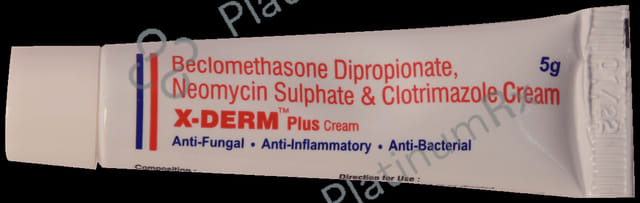 Beclomethasone Dipropionate,
5g
Neomycin Sulphate & Clotrimazole Cream
X-DERM™ Plus Cream
Anti-Fungal • Anti-Inflammatory • Anti-Bacterial
Composition :
Direction for Use :
PlatinumRx